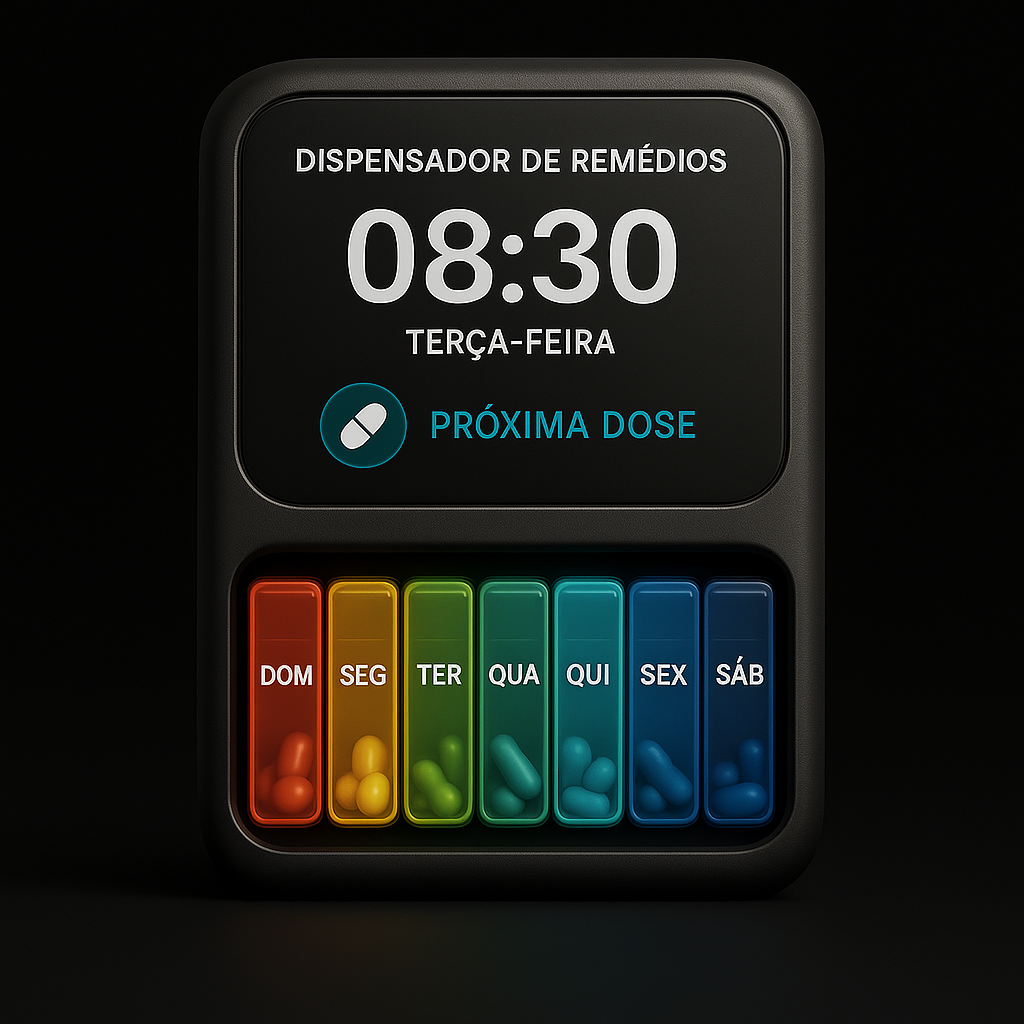 DISPENSADOR DE REMÉDIOS
08:30
TERÇA-FEIRA
PRÓXIMA DOSE
DOM SEG TER QUA QUI SEX SÁB